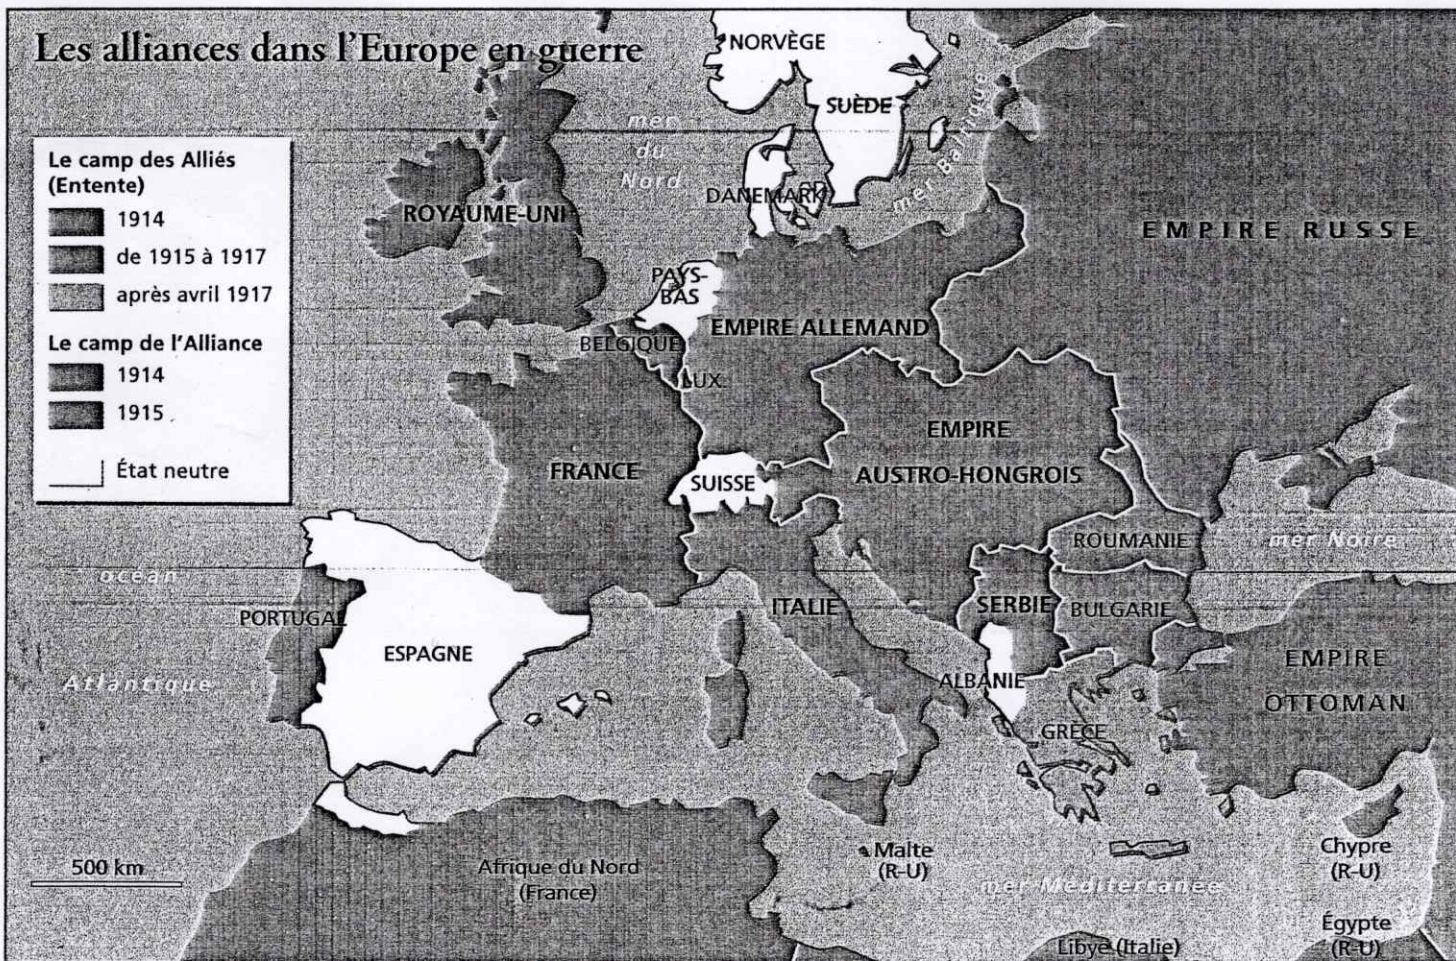 Les alliances dans l'Europe en guerre
Le camp des Alliés
(Entente)
1914
de 1915 à 1917
après avril 1917
Le camp de l'Alliance
1914
1915
État neutre
NORVÈGE
SUÈDE
mer
du
Nord
mer Baltique
DANEMARK
ROYAUME-UNI
EMPIRE RUSSE
PAYS-
BAS
EMPIRE ALLEMAND
BELGIQUE
LUX.
EMPIRE
AUSTRO-HONGROIS
FRANCE
SUISSE
ROUMANIE
mer Noire
océan
Atlantique
PORTUGAL
ESPAGNE
ITALIE
SERBIE
BULGARIE
ALBANIE
GRÈCE
EMPIRE
OTTOMAN
500 km
Afrique du Nord
(France)
Malte
(R-U)
mer Méditerranée
Chypre
(R-U)
Libye (Italie)
Égypte
(R-U)